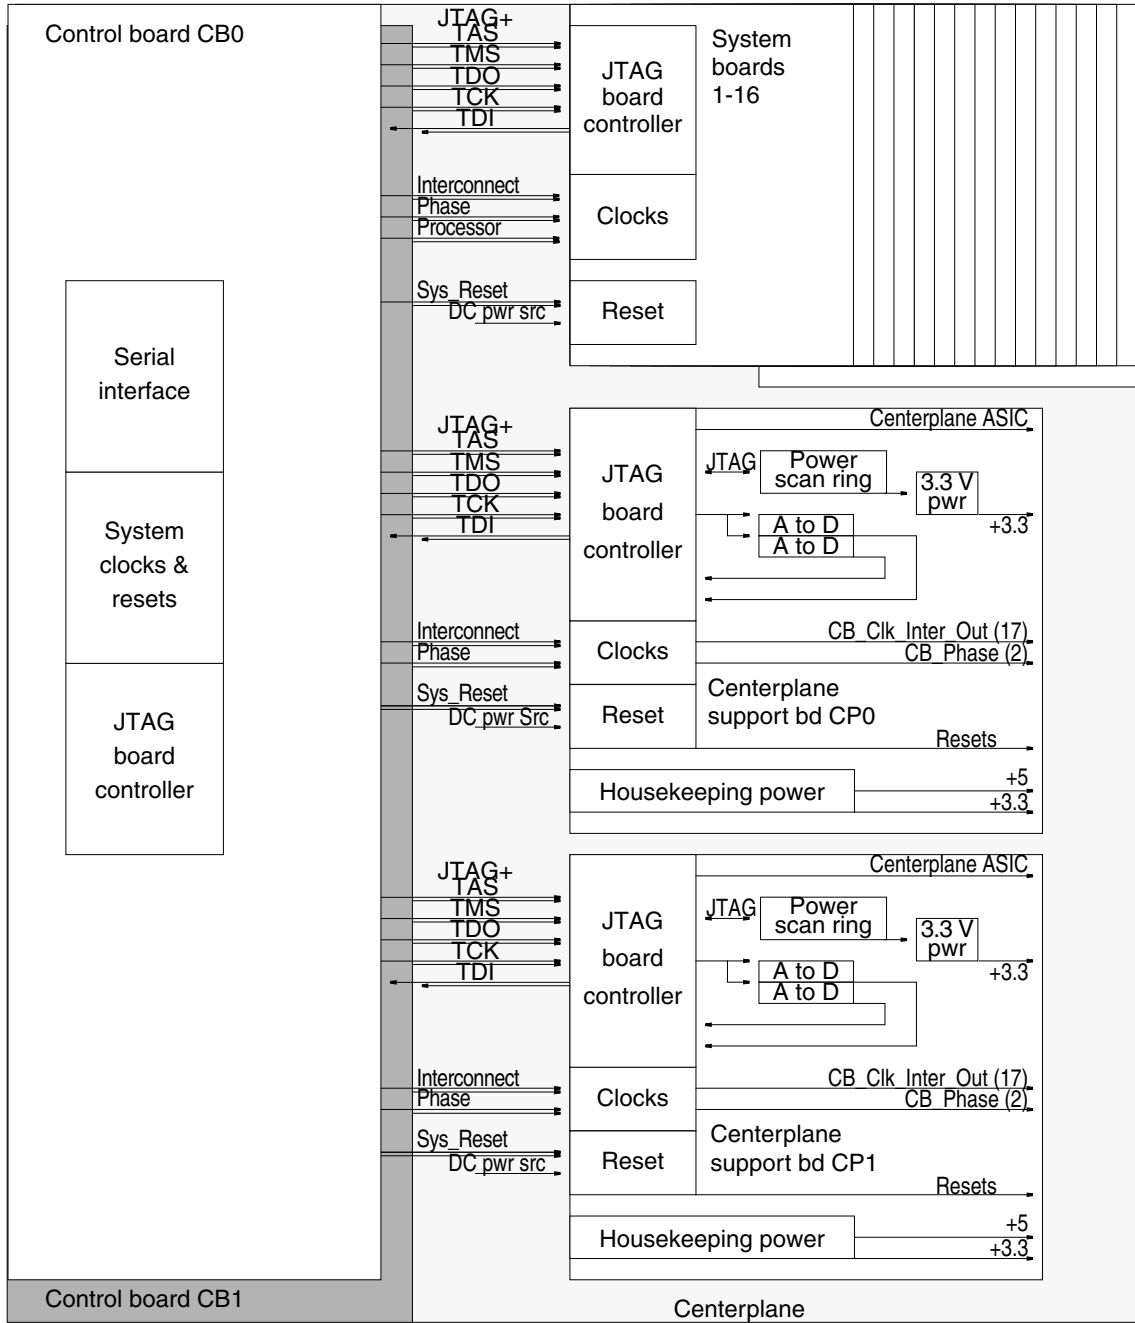 Control board CB0
Serial
interface
System
clocks &
resets
JTAG
board
controller
Control board CB1
JTAG+
TAS
TMS
TDO
TCK
TDI
Interconnect
Phase
Processor
Sys_Reset
DC pwr src
JTAG
board
controller
Clocks
Reset
System
boards
1-16
JTAG+
TAS
TMS
TDO
TCK
TDI
Interconnect
Phase
Sys_Reset
DC pwr Src
JTAG
board
controller
Clocks
Reset
Housekeeping power
Centerplane ASIC
JTAG
Power
scan ring
3.3 V
pwr
+3.3
A to D
A to D
CB_Clk_Inter_Out (17)
CB_Phase (2)
Centerplane
support bd CP0
Resets
+5
+3.3
JTAG+
TAS
TMS
TDO
TCK
TDI
Interconnect
Phase
Sys_Reset
DC pwr src
JTAG
board
controller
Clocks
Reset
Housekeeping power
Centerplane ASIC
JTAG
Power
scan ring
3.3 V
pwr
+3.3
A to D
A to D
CB_Clk_Inter_Out (17)
CB_Phase (2)
Centerplane
support bd CP1
Resets
+5
+3.3
Centerplane